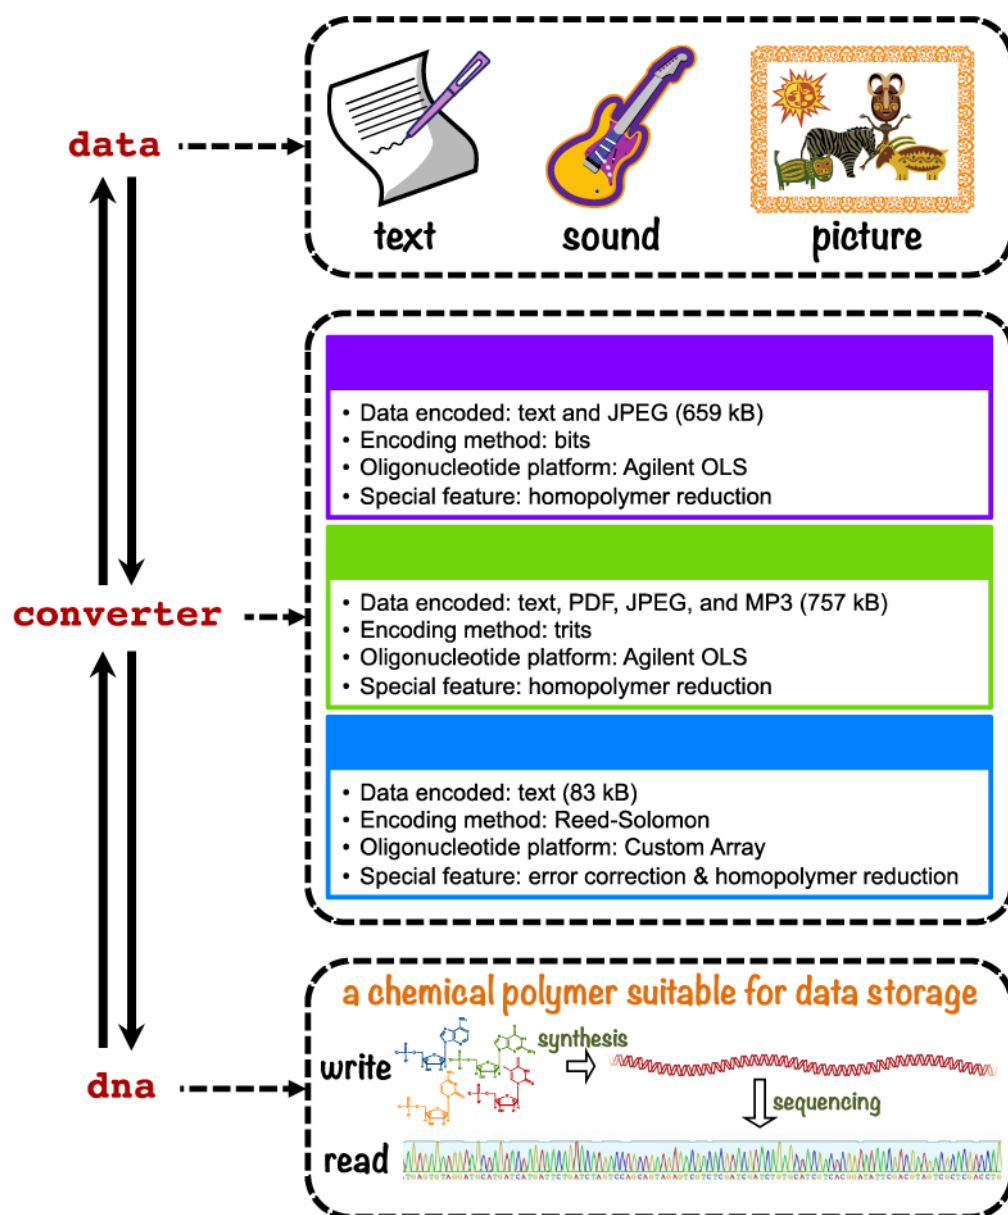 data
text
sound
picture
• Data encoded: text and JPEG (659 kB)
• Encoding method: bits
• Oligonucleotide platform: Agilent OLS
• Special feature: homopolymer reduction
converter
• Data encoded: text, PDF, JPEG, and MP3 (757 kB)
• Encoding method: trits
• Oligonucleotide platform: Agilent OLS
• Special feature: homopolymer reduction
• Data encoded: text (83 kB)
• Encoding method: Reed-Solomon
• Oligonucleotide platform: Custom Array
• Special feature: error correction & homopolymer reduction
dna
a chemical polymer suitable for data storage
write
synthesis
sequencing
read